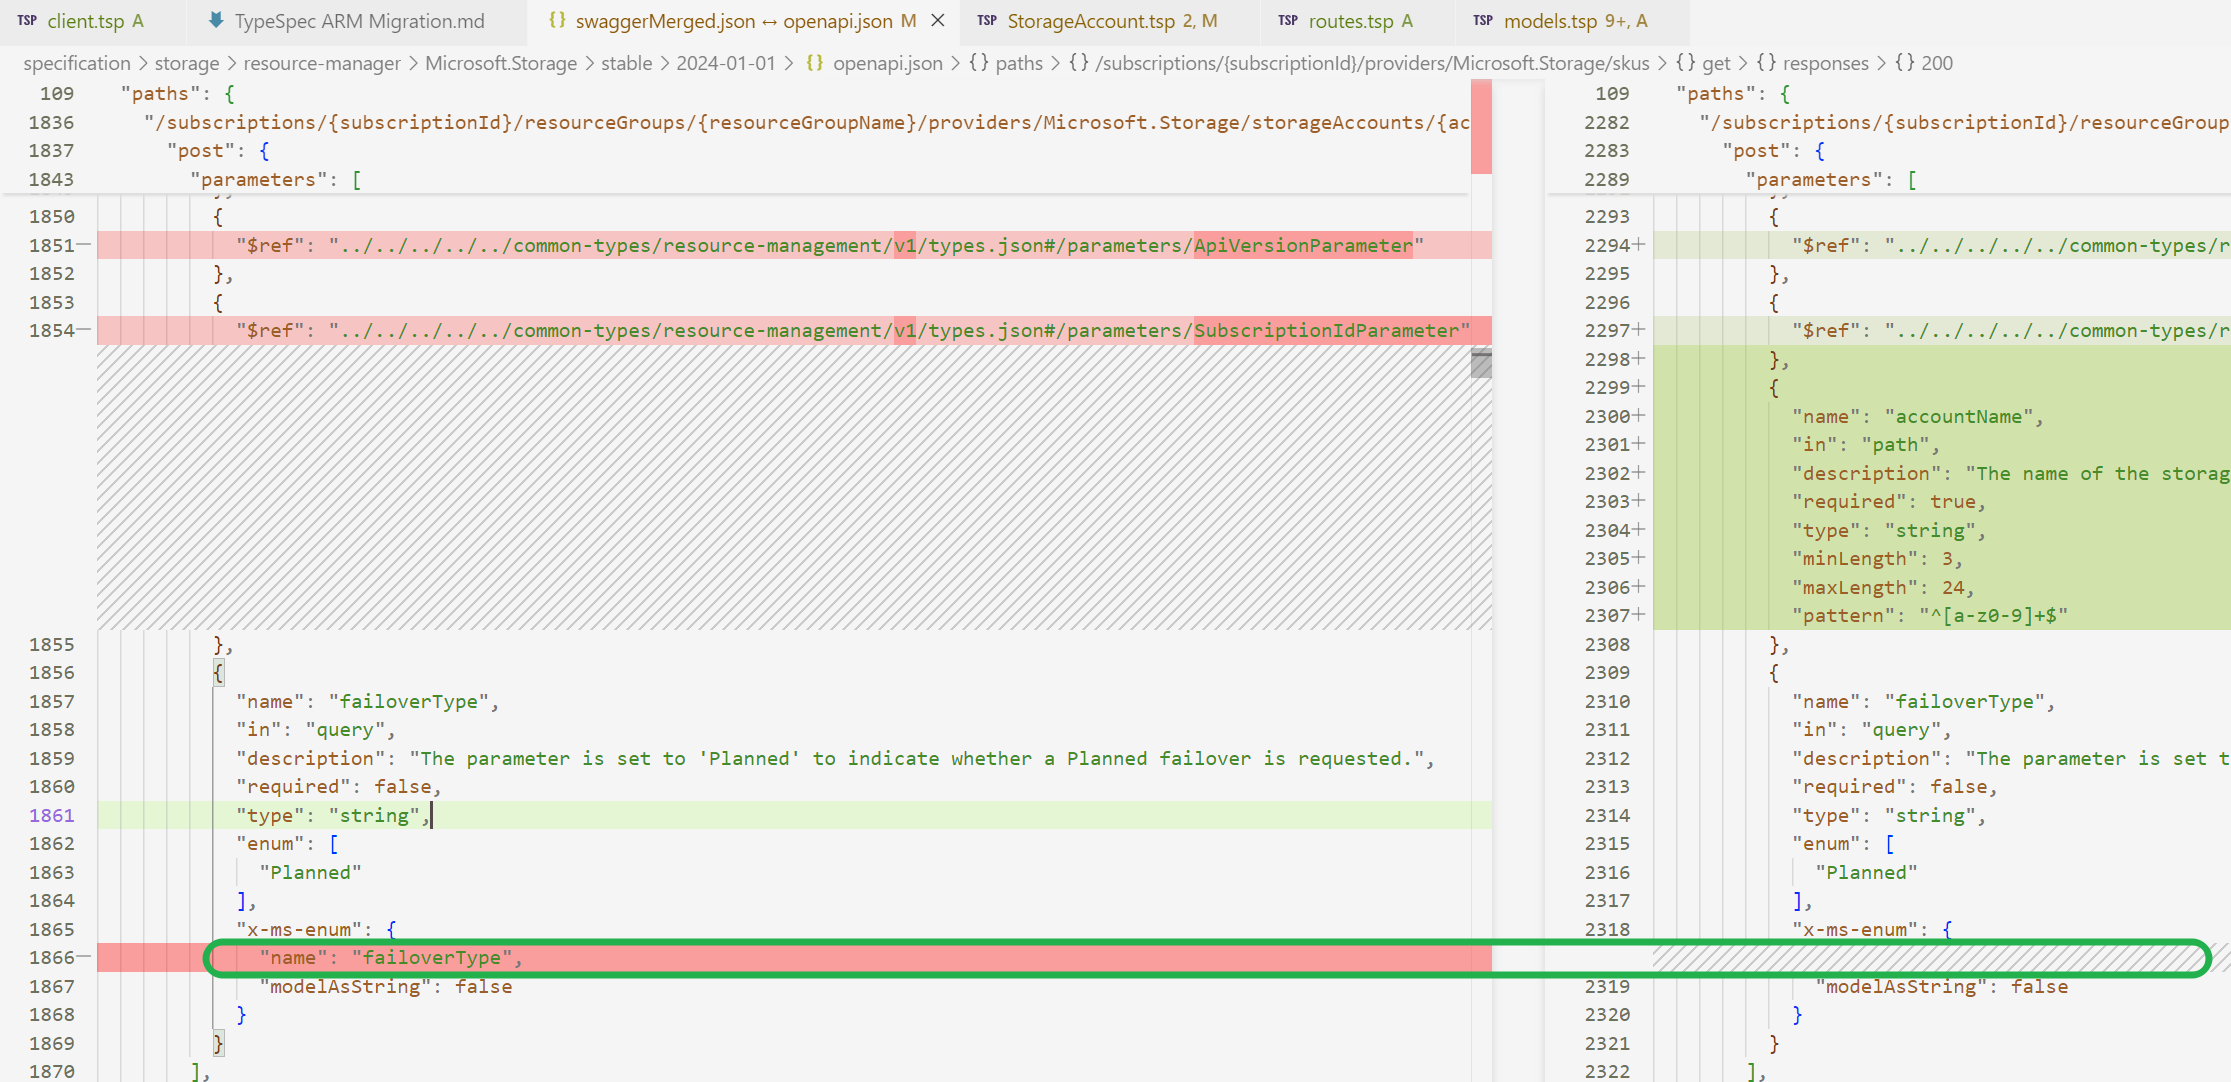 TSP client.tsp A TypeSpec ARM Migration.md {} swaggerMerged.json ↔ openapi.json M × TSP StorageAccount.tsp 2, M TSP routes.tsp A TSP models.tsp 9+, A
specification > storage > resource-manager > Microsoft.Storage > stable > 2024-01-01 > {} openapi.json > {} paths > {} /subscriptions/{subscriptionId}/providers/Microsoft.Storage/skus > {} get > {} responses > {} 200
109 "paths": {
1836 "/subscriptions/{subscriptionId}/resourceGroups/{resourceGroupName}/providers/Microsoft.Storage/storageAccounts/{ac
1837 "post": {
1843 "parameters": [
1850 {
1851— "$ref": "../../../../../common-types/resource-management/v1/types.json#/parameters/ApiVersionParameter"
1852 },
1853 {
1854— "$ref": "../../../../../common-types/resource-management/v1/types.json#/parameters/SubscriptionIdParameter"
1855 },
1856 {
1857 "name": "failoverType",
1858 "in": "query",
1859 "description": "The parameter is set to 'Planned' to indicate whether a Planned failover is requested.",
1860 "required": false,
1861 "type": "string",
1862 "enum": [
1863 "Planned"
1864 ],
1865 "x-ms-enum": {
1866— "name": "failoverType",
1867 "modelAsString": false
1868 }
1869 }
1870 ],
109 "paths": {
2282 "/subscriptions/{subscriptionId}/resourceGroup
2283 "post": {
2289 "parameters": [
2293 {
2294+ "$ref": "../../../../../common-types/r
2295 },
2296 {
2297+ "$ref": "../../../../../common-types/r
2298+ },
2299+ {
2300+ "name": "accountName",
2301+ "in": "path",
2302+ "description": "The name of the storag
2303+ "required": true,
2304+ "type": "string",
2305+ "minLength": 3,
2306+ "maxLength": 24,
2307+ "pattern": "^[a-z0-9]+$"
2308 },
2309 {
2310 "name": "failoverType",
2311 "in": "query",
2312 "description": "The parameter is set t
2313 "required": false,
2314 "type": "string",
2315 "enum": [
2316 "Planned"
2317 ],
2318 "x-ms-enum": {
2319 "modelAsString": false
2320 }
2321 }
2322 ],